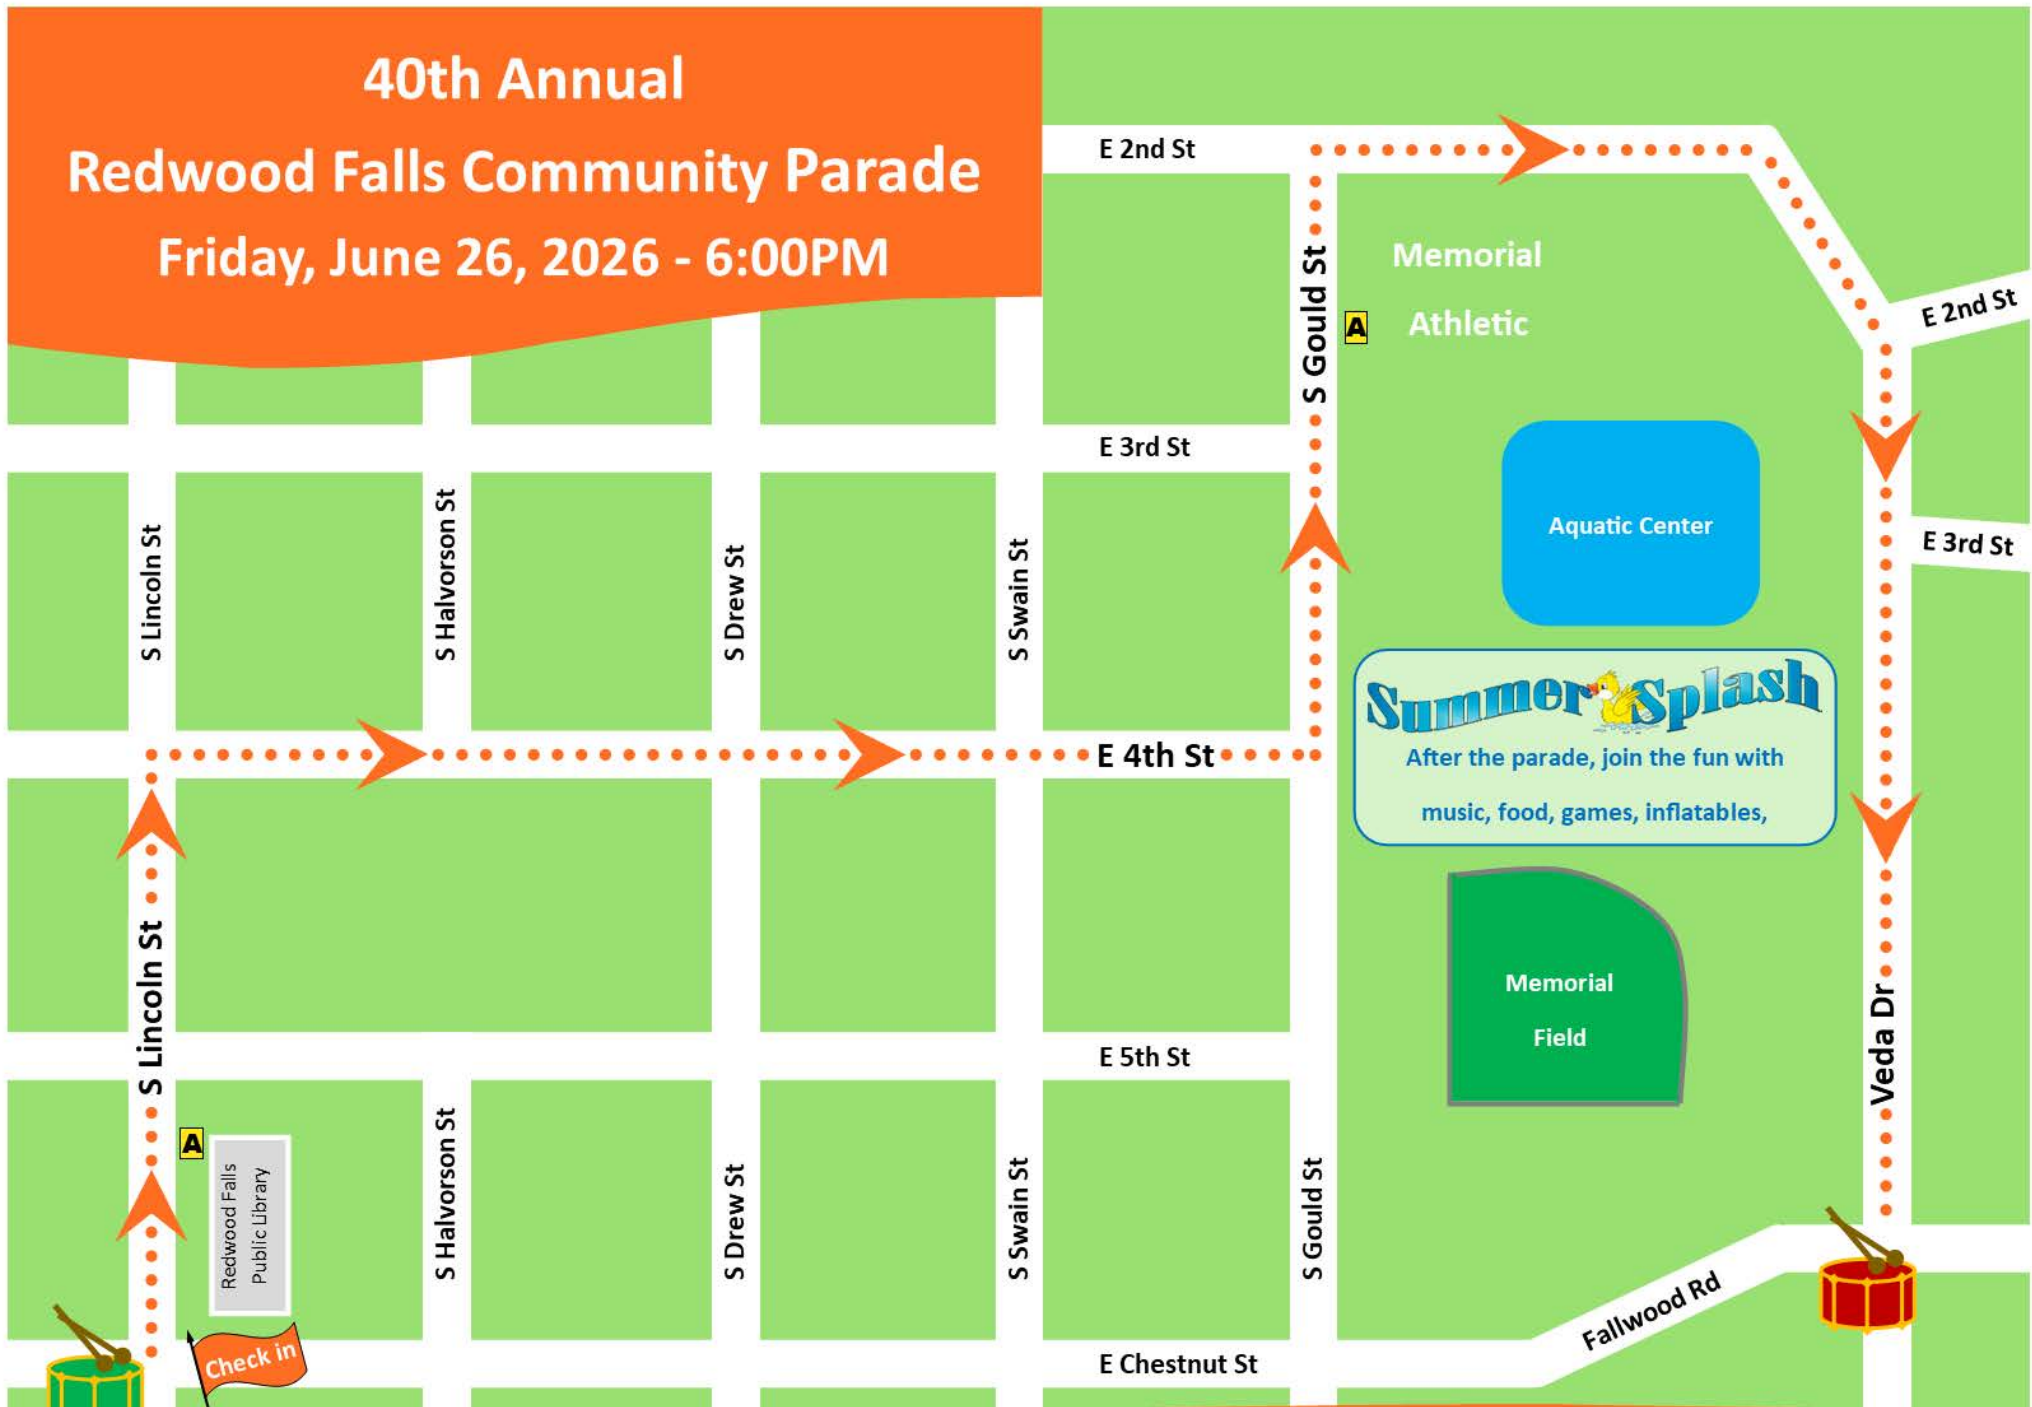 40th Annual
Redwood Falls Community Parade
Friday, June 26, 2026 - 6:00PM
E 2nd St
Memorial
Athletic
S Gould St
A
E 2nd St
E 3rd St
E 3rd St
Aquatic Center
S Lincoln St
S Halvorson St
S Drew St
S Swain St
Summer Splash
After the parade, join the fun with
music, food, games, inflatables,
E 4th St
S Lincoln St
Memorial
Field
Veda Dr
E 5th St
A
Redwood Falls
Public Library
S Halvorson St
S Drew St
S Swain St
S Gould St
Fallwood Rd
Check in
E Chestnut St